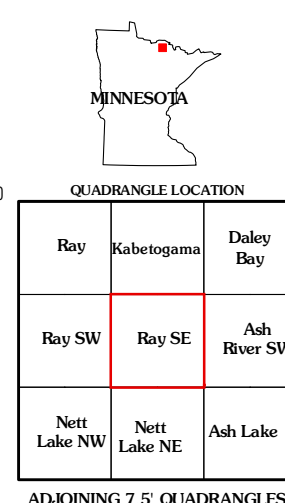 MINNESOTA
QUADRANGLE LOCATION
Ray
Kabetogama
Daley
Bay
Ray SW
Ray SE
Ash
River SW
Nett
Lake NW
Nett
Lake NE
Ash Lake
ADJOINING 7.5' QUADRANGLES